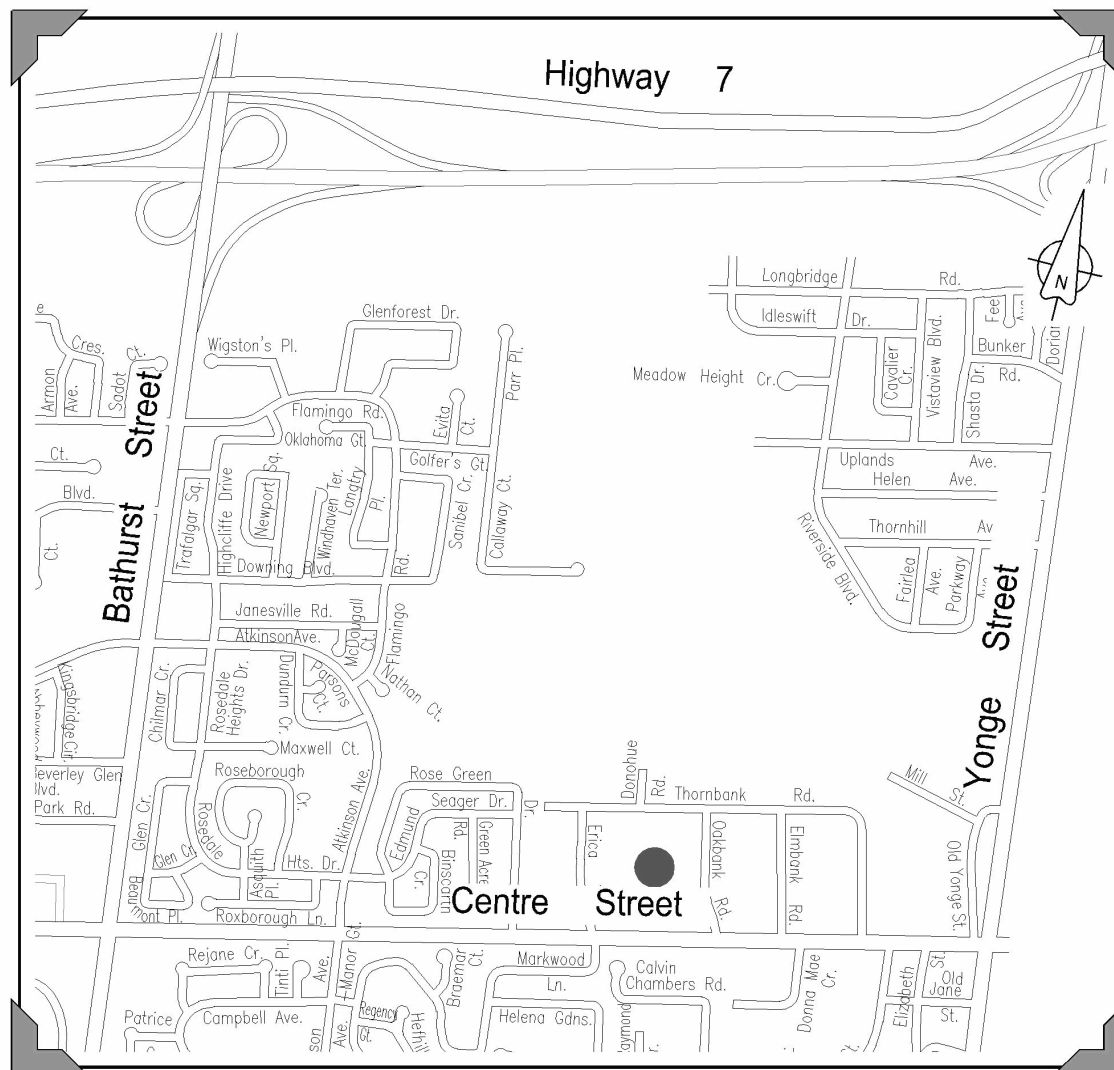 Highway 7
N
Longbridge Rd.
Idleswift Dr.
Glenforest Dr.
Wigston's Pl.
Cres.
Armon Ave.
Sadot Ct.
Bathurst Street
Flamingo Rd.
Evita Ct.
Parr Pl.
Meadow Height Cr.
Cavalier Cr.
Vistaview Blvd.
Shasta Dr.
Bunker Rd.
Dorian
Oklahoma Gt.
Golfer's Gt.
Ct.
Blvd.
Ct.
Trafalgar Sq.
Highcliffe Drive
Newport Sq.
Windhaven Ter.
Langtry Pl.
Sanibel Cr.
Callaway Ct.
Uplands Ave.
Helen Ave.
Thornhill Av
Riverside Blvd.
Fairlea Ave.
Parkway
Yonge Street
Downing Blvd.
Flamingo Rd.
Janesville Rd.
Atkinson Ave.
McDougall Ct.
Nathan Ct.
Dundurn Cr.
Parsons Ct.
Kingsbridge Cir.
Chilmar Cr.
Rosedale Heights Dr.
Maxwell Ct.
Beverley Glen Blvd.
Park Rd.
Roseborough Cr.
Atkinson Ave.
Glen Cr.
Rosedale Hts. Dr.
Glen Ct.
Asquith Pl.
Beaumont Pl.
Roxborough Ln.
Rose Green Dr.
Seager Dr.
Edmund Cr.
Binscarth Rd.
Green Acre
Donohue Rd.
Thornbank Rd.
Erica
Oakbank Rd.
Elmbank Rd.
Mill St.
Old Yonge St.
Centre Street
Rejane Cr.
Tinti Pl.
Ave.
Manor Gt.
Braemar Ct.
Markwood Ln.
Calvin Chambers Rd.
Donna Mae Cr.
Elizabeth St.
Old Jane St.
Patrice
Campbell Ave.
Ave.
Regency Gt.
Helena Gdns.